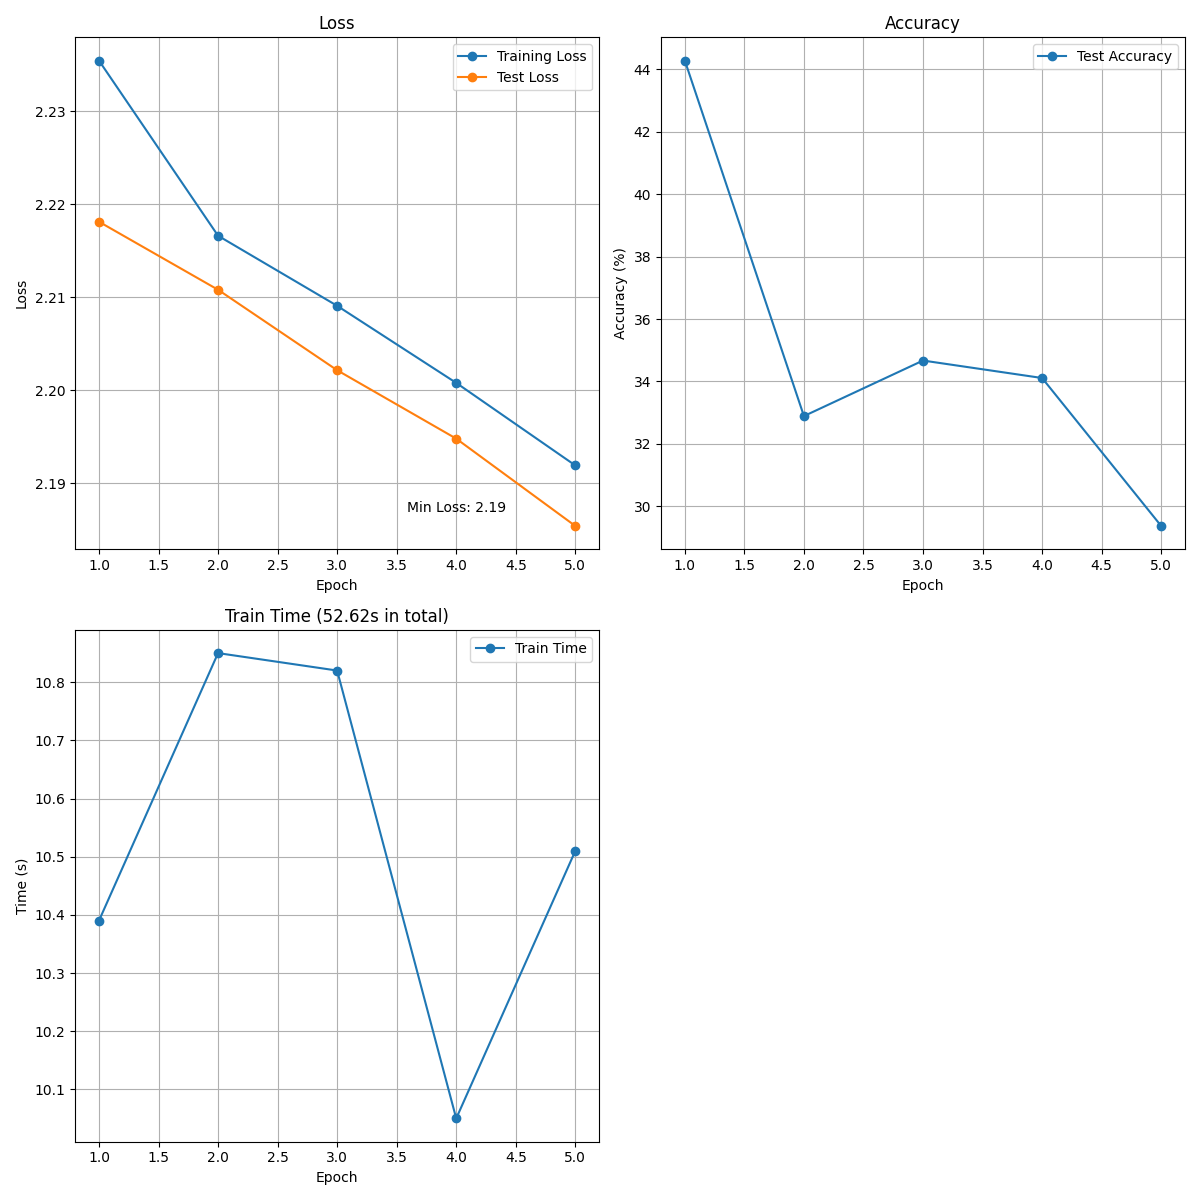 Loss
Training Loss
Test Loss
2.23
2.22
2.21
2.20
2.19
Loss
Min Loss: 2.19
1.0 1.5 2.0 2.5 3.0 3.5 4.0 4.5 5.0
Epoch
Accuracy
Test Accuracy
44
42
40
38
36
34
32
30
Accuracy (%)
1.0 1.5 2.0 2.5 3.0 3.5 4.0 4.5 5.0
Epoch
Train Time (52.62s in total)
Train Time
10.8
10.7
10.6
10.5
10.4
10.3
10.2
10.1
Time (s)
1.0 1.5 2.0 2.5 3.0 3.5 4.0 4.5 5.0
Epoch